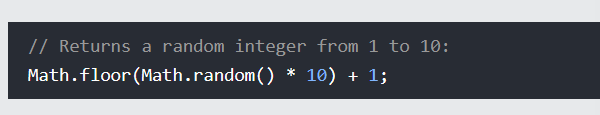 // Returns a random integer from 1 to 10:
Math.floor(Math.random() * 10) + 1;